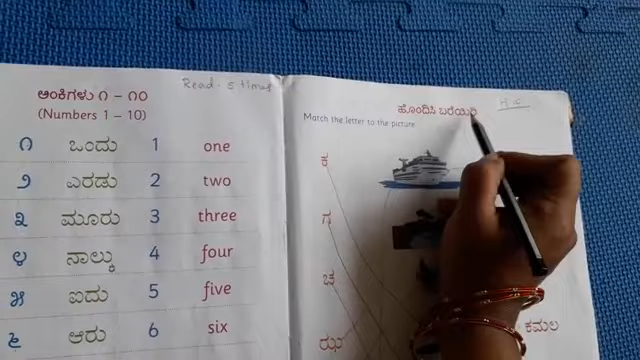 Read - 5 times
ಅಂಕಿಗಳು ೧ – ೧೦
(Numbers 1 – 10)
೧ ಒಂದು 1 one
೨ ಎರಡು 2 two
೩ ಮೂರು 3 three
೪ ನಾಲ್ಕು 4 four
೫ ಐದು 5 five
೬ ಆರು 6 six
H.W
ಹೊಂದಿಸಿ ಬರೆಯಿರಿ
Match the letter to the picture
ಕ
ಗ
ಚ
ಝ
ಕಮಲ